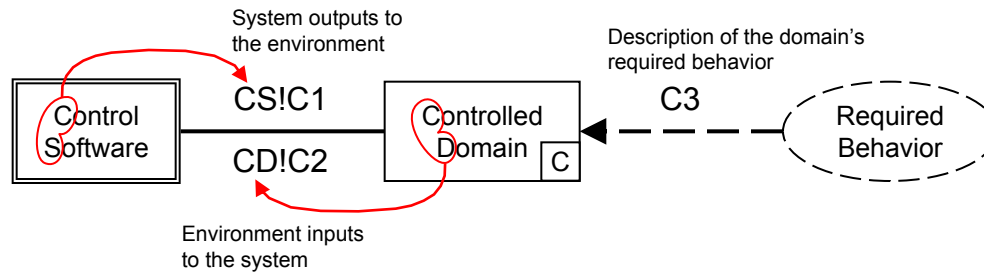 System outputs to
the environment
Description of the domain's
required behavior
Control
Software
CS!C1
CD!C2
Controlled
Domain
C
C3
Required
Behavior
Environment inputs
to the system